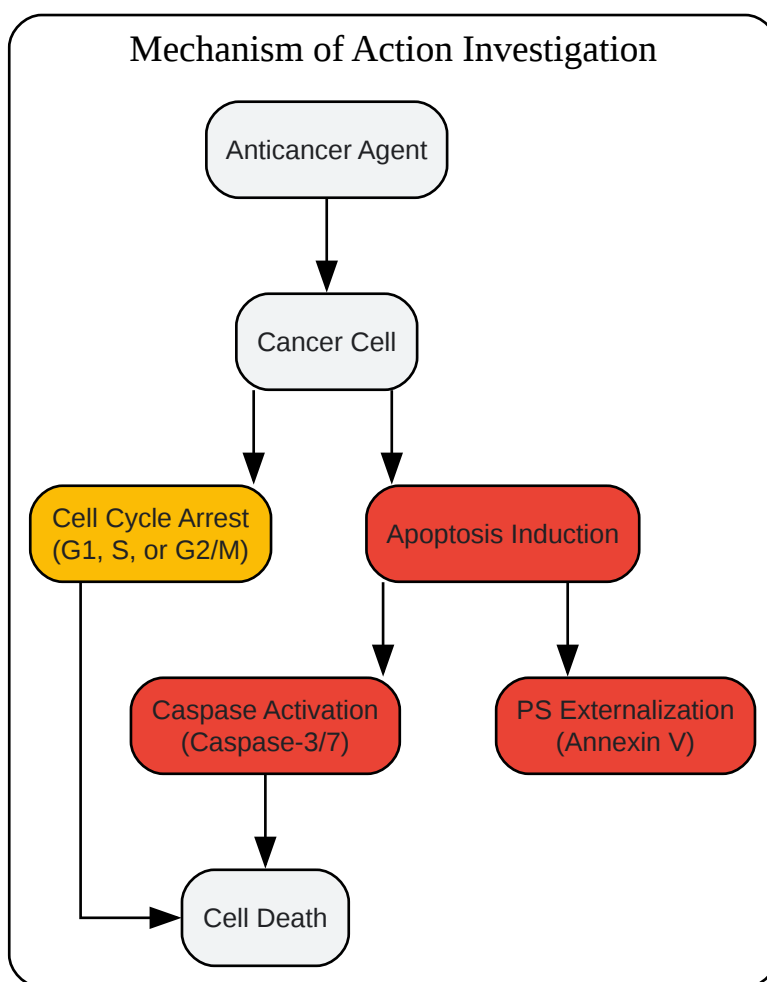 Mechanism of Action Investigation
Anticancer Agent
Cancer Cell
Cell Cycle Arrest
(G1, S, or G2/M)
Apoptosis Induction
Caspase Activation
(Caspase-3/7)
PS Externalization
(Annexin V)
Cell Death